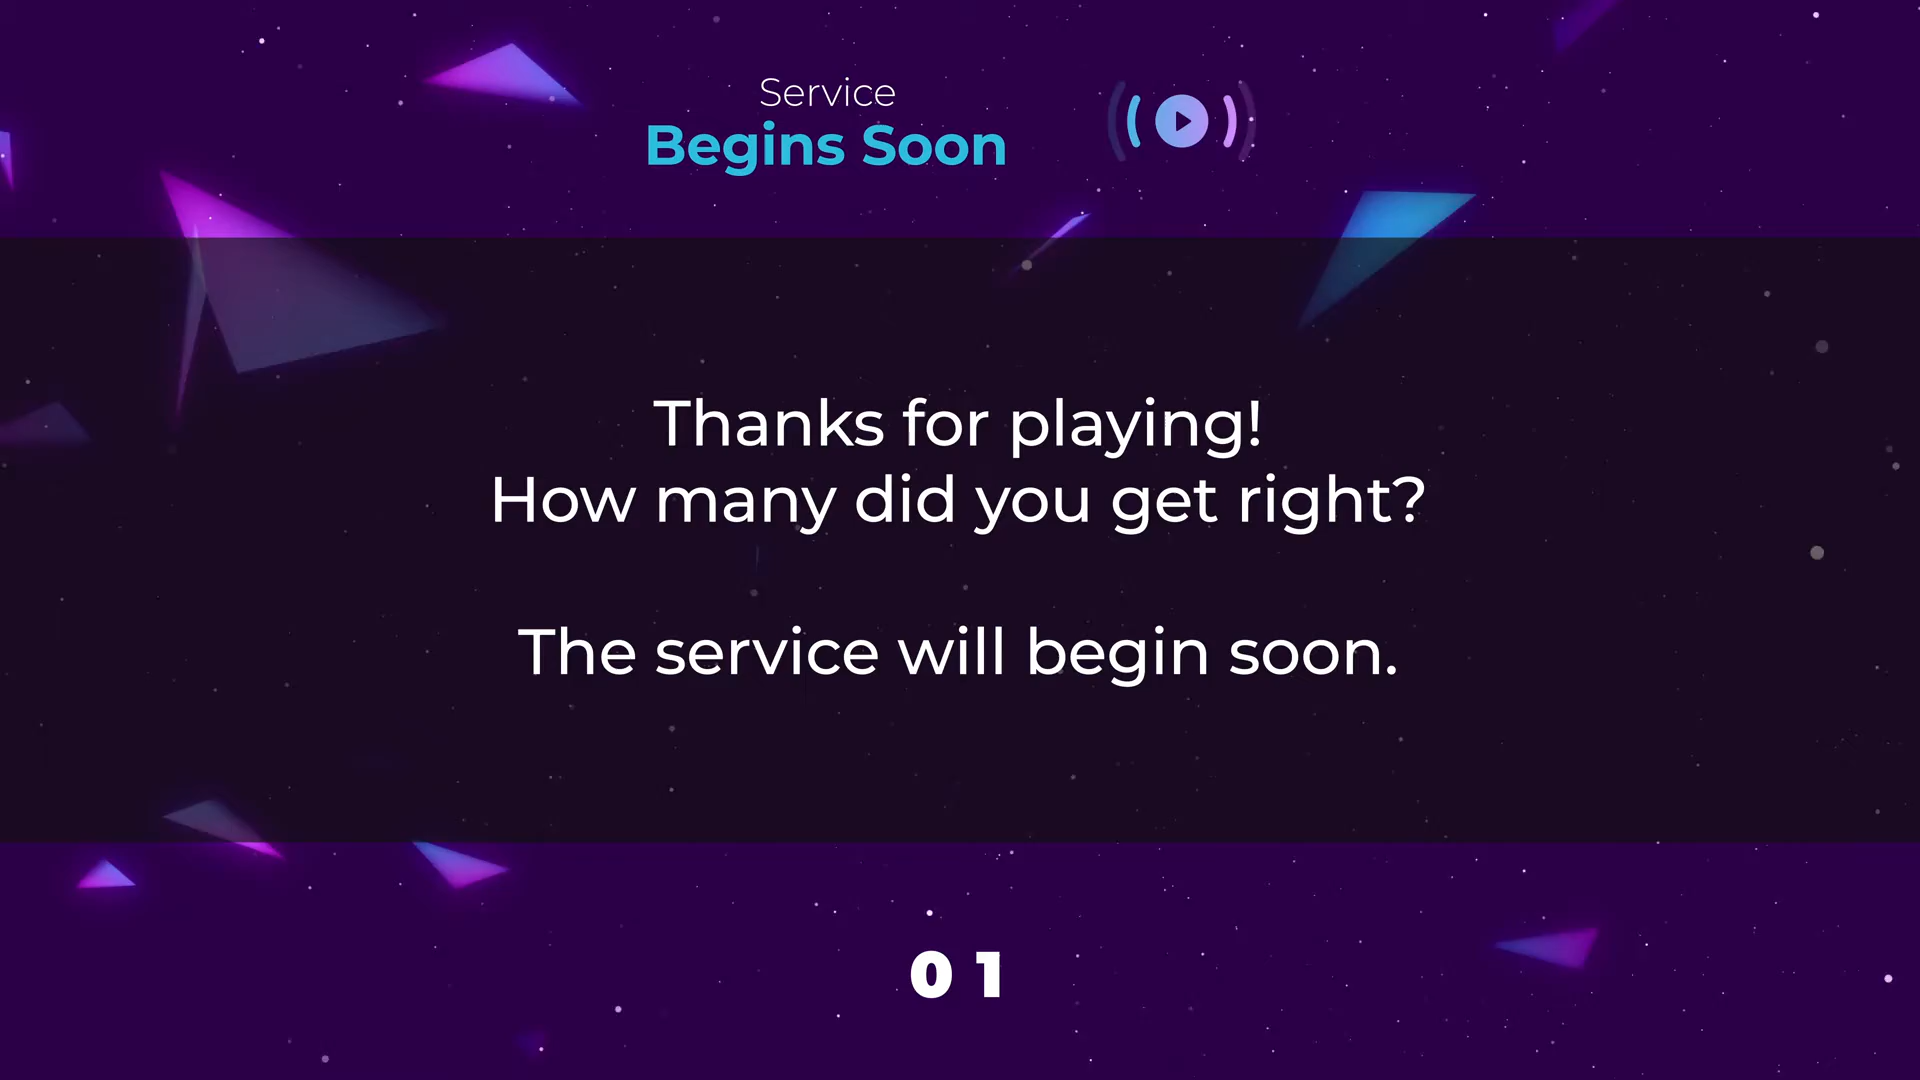 Service
Begins Soon
Thanks for playing!
How many did you get right?
The service will begin soon.
01